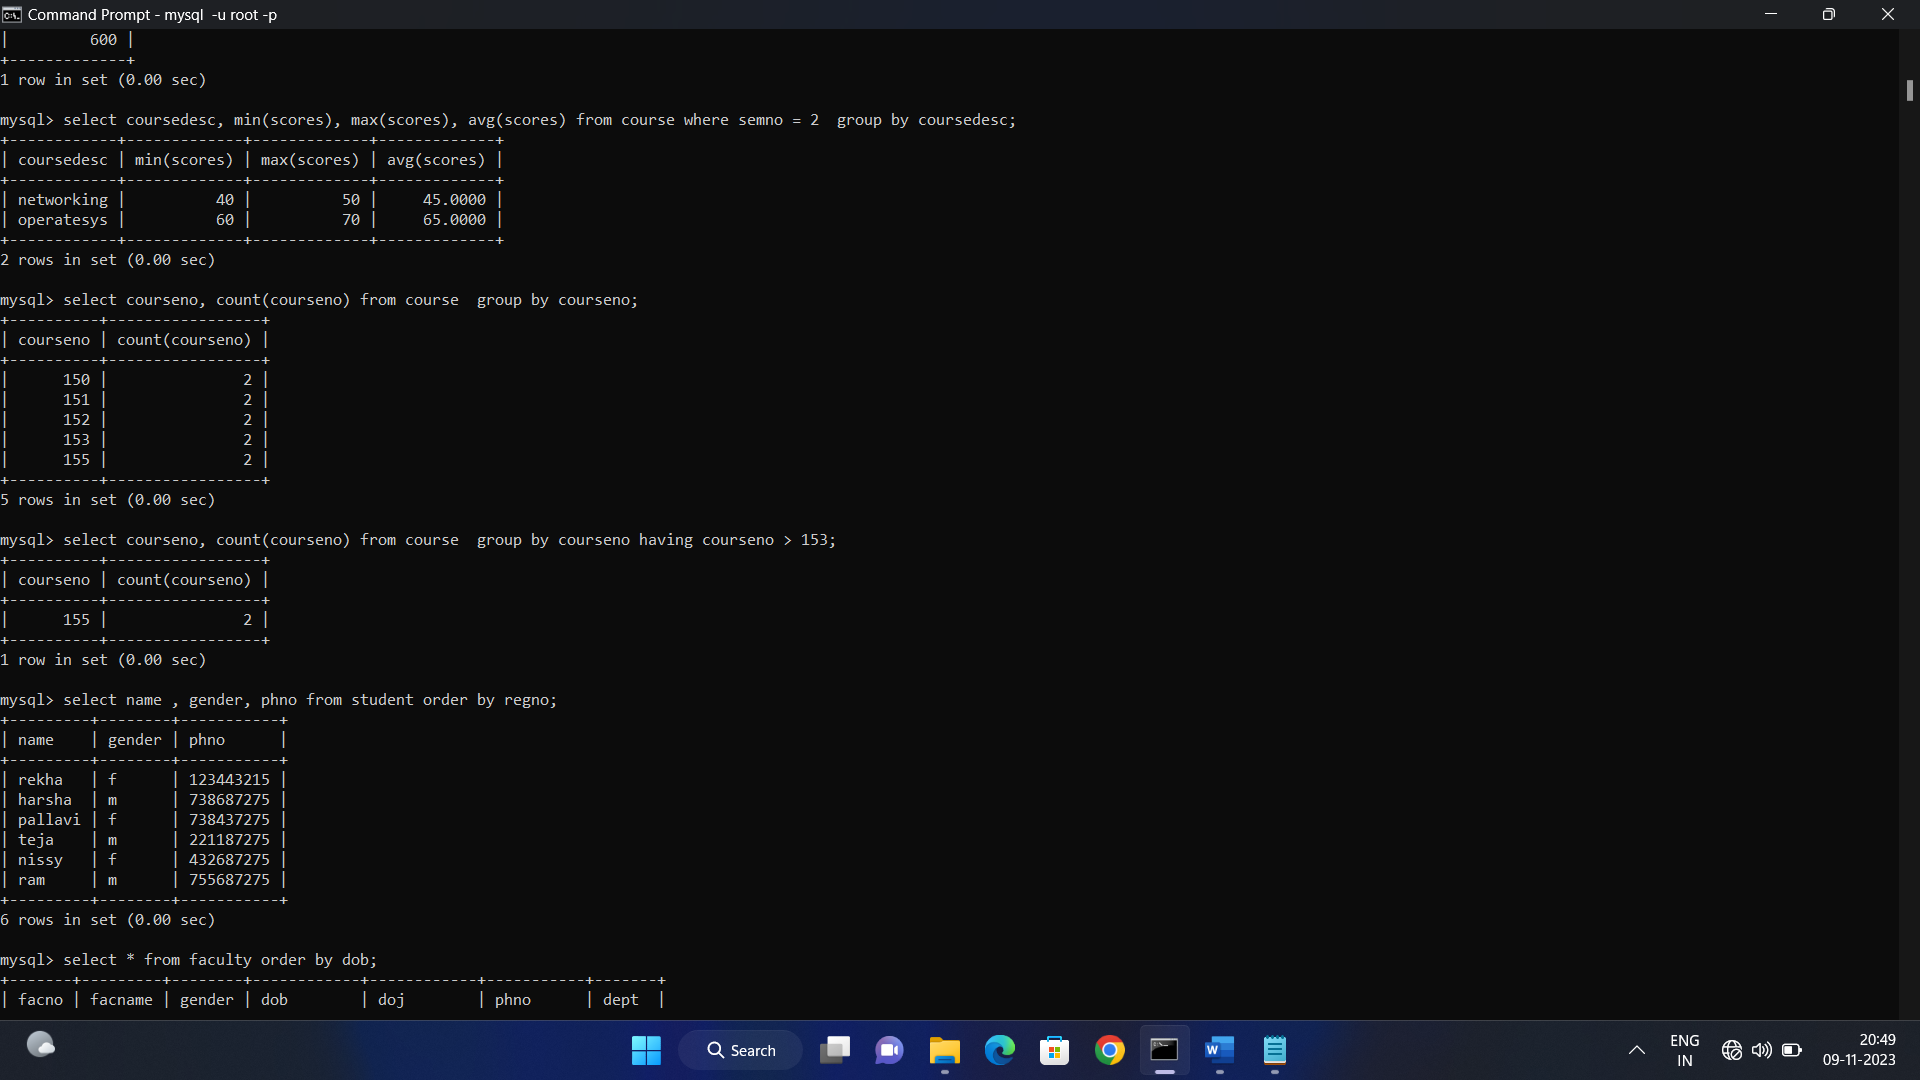 Command Prompt - mysql  -u root -p
|         600 |
+-------------+
1 row in set (0.00 sec)

mysql> select coursedesc, min(scores), max(scores), avg(scores) from course where semno = 2  group by coursedesc;
+------------+-------------+-------------+-------------+
| coursedesc | min(scores) | max(scores) | avg(scores) |
+------------+-------------+-------------+-------------+
| networking |          40 |          50 |     45.0000 |
| operatesys |          60 |          70 |     65.0000 |
+------------+-------------+-------------+-------------+
2 rows in set (0.00 sec)

mysql> select courseno, count(courseno) from course  group by courseno;
+----------+-----------------+
| courseno | count(courseno) |
+----------+-----------------+
|      150 |               2 |
|      151 |               2 |
|      152 |               2 |
|      153 |               2 |
|      155 |               2 |
+----------+-----------------+
5 rows in set (0.00 sec)

mysql> select courseno, count(courseno) from course  group by courseno having courseno > 153;
+----------+-----------------+
| courseno | count(courseno) |
+----------+-----------------+
|      155 |               2 |
+----------+-----------------+
1 row in set (0.00 sec)

mysql> select name , gender, phno from student order by regno;
+---------+--------+-----------+
| name    | gender | phno      |
+---------+--------+-----------+
| rekha   | f      | 123443215 |
| harsha  | m      | 738687275 |
| pallavi | f      | 738437275 |
| teja    | m      | 221187275 |
| nissy   | f      | 432687275 |
| ram     | m      | 755687275 |
+---------+--------+-----------+
6 rows in set (0.00 sec)

mysql> select * from faculty order by dob;
+-------+---------+--------+------------+------------+-----------+-------+
| facno | facname | gender | dob        | doj        | phno      | dept  |
Search
ENG
IN
20:49
09-11-2023